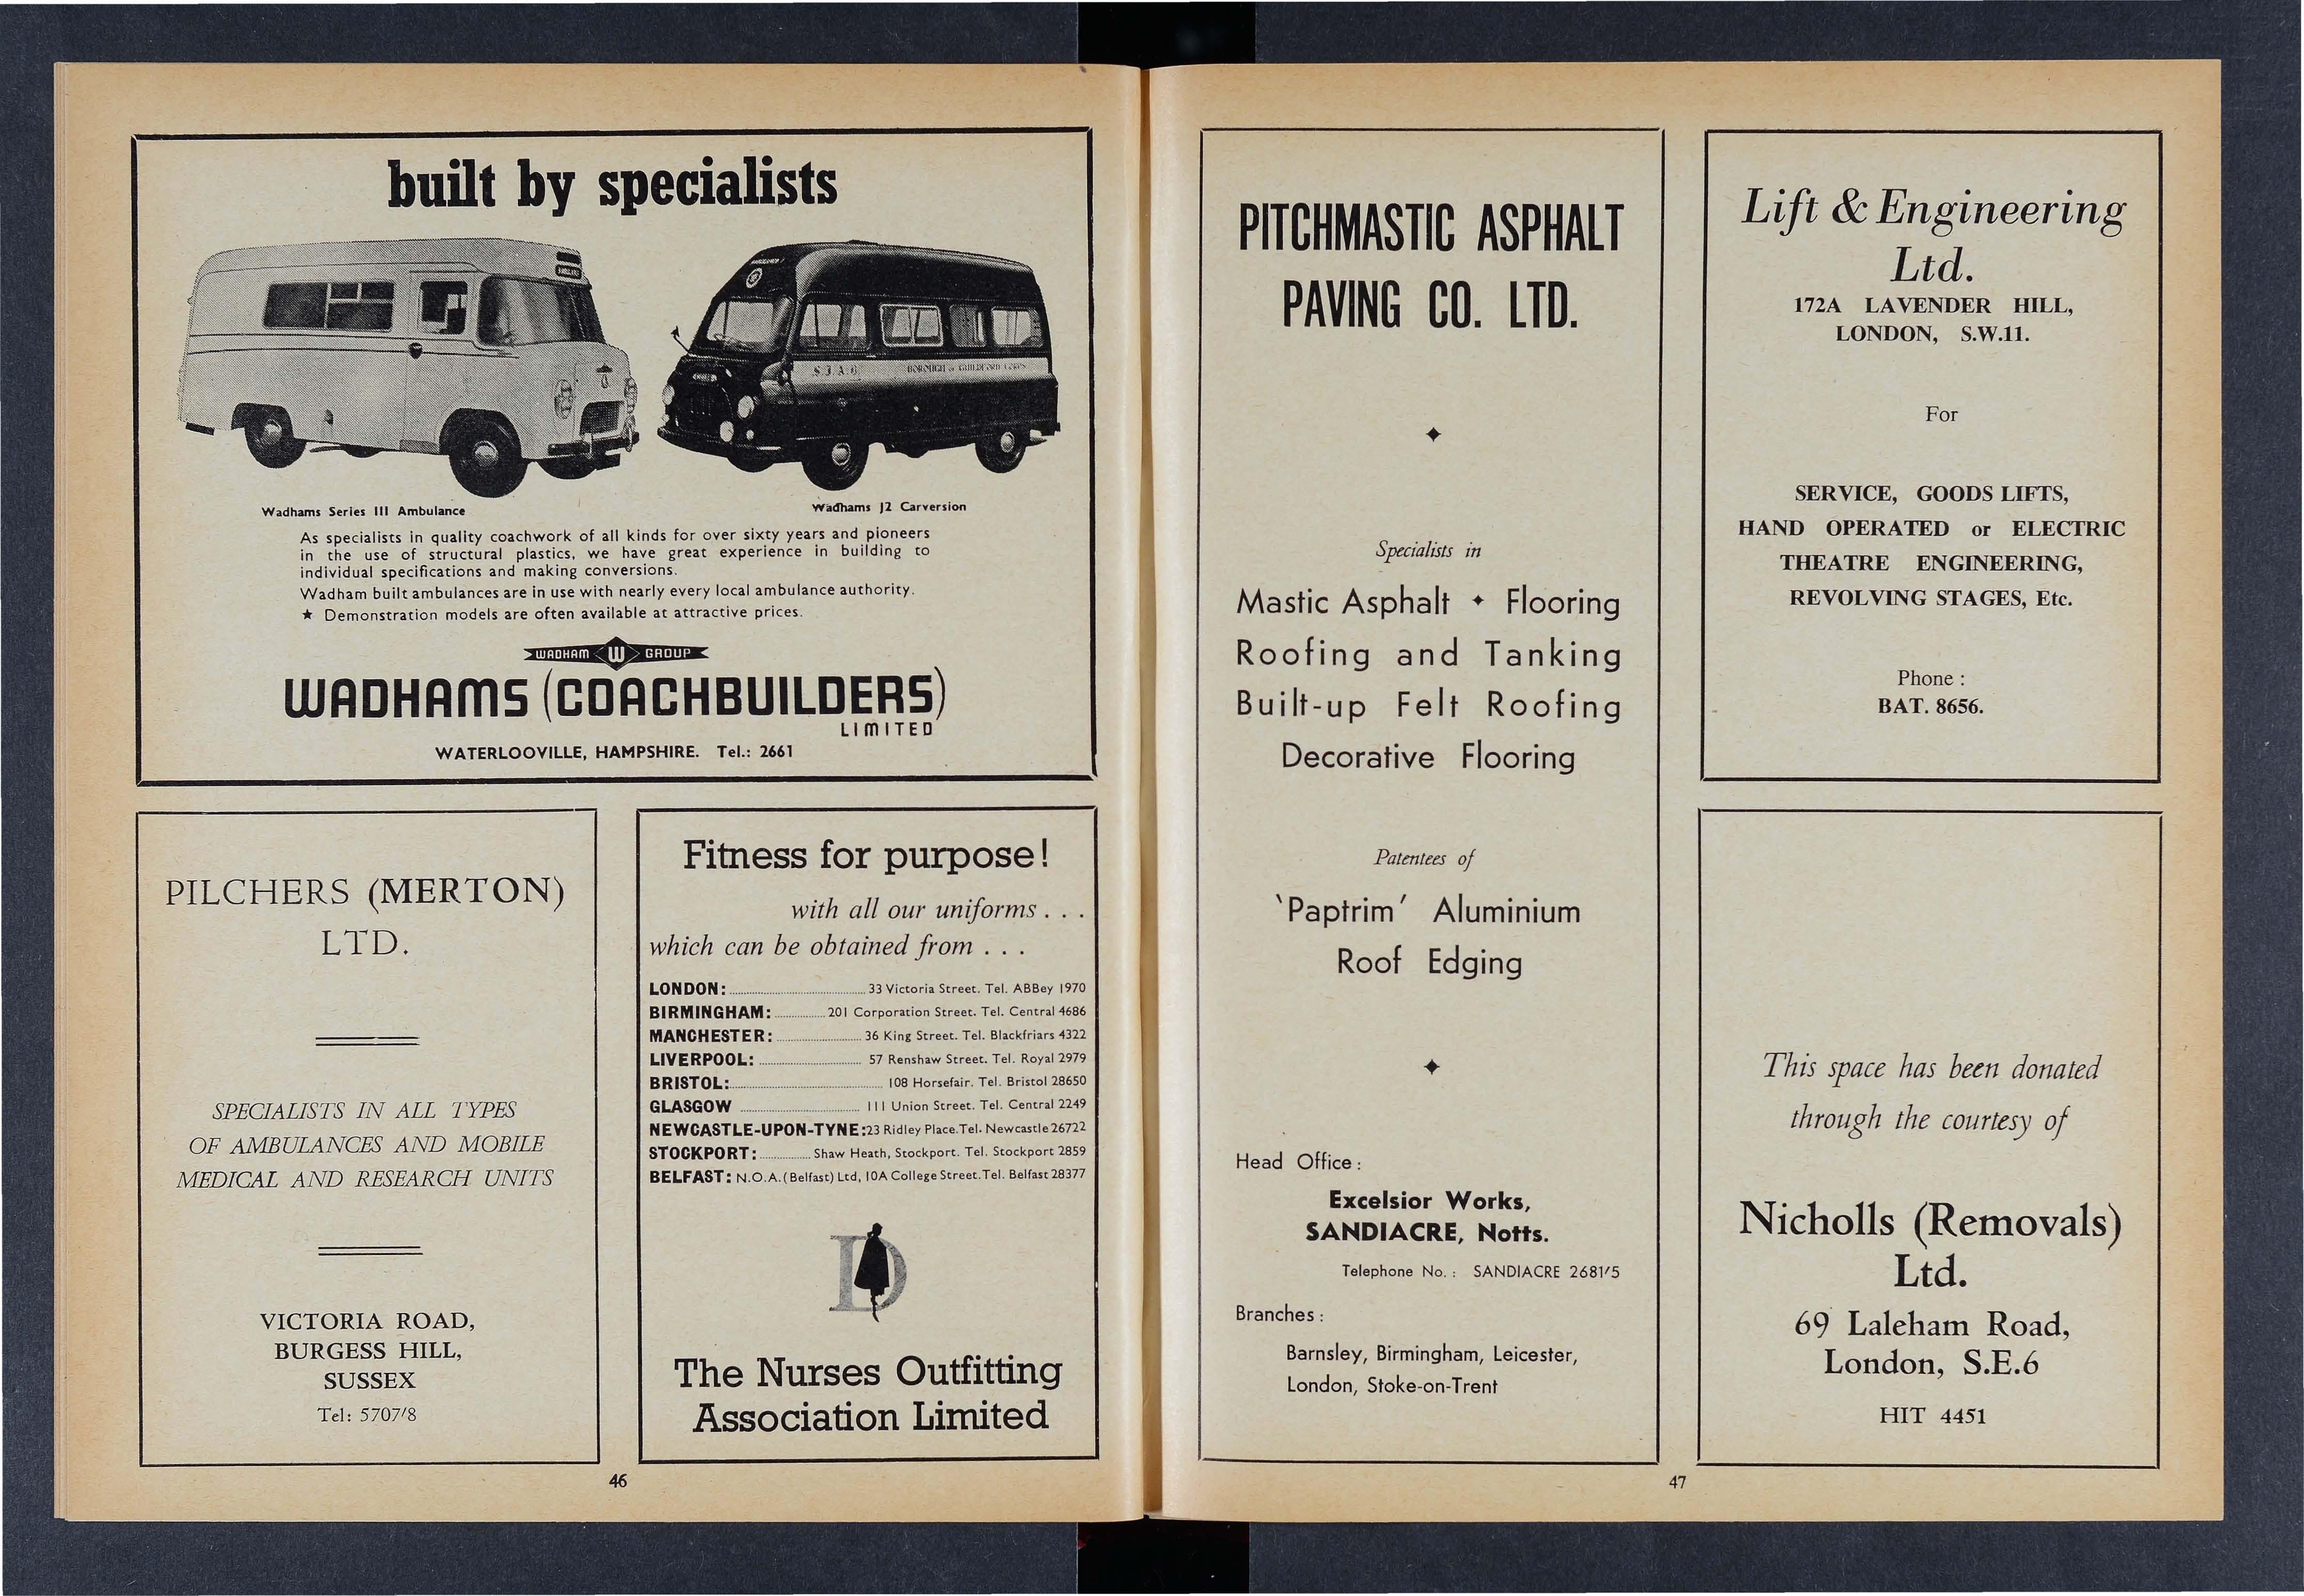 built by specialists
AMBULANCE
S.J.A.B
BOROUGH of GUILDFORD CORPS
Wadhams Series III Ambulance
Wadhams J2 Carversion
As specialists in quality coachwork of all kinds for over sixty years and pioneers
in the use of structural plastics, we have great experience in building to
individual specifications and making conversions.
Wadham built ambulances are in use with nearly every local ambulance authority.
★ Demonstration models are often available at attractive prices.
WADHAM W GROUP
WADHAMS (COACHBUILDERS)
LIMITED
WATERLOOVILLE, HAMPSHIRE. Tel.: 2661
PILCHERS (MERTON)
LTD.
SPECIALISTS IN ALL TYPES
OF AMBULANCES AND MOBILE
MEDICAL AND RESEARCH UNITS
VICTORIA ROAD,
BURGESS HILL,
SUSSEX
Tel: 5707/8
Fitness for purpose!
with all our uniforms . . .
which can be obtained from . . .
LONDON: 33 Victoria Street. Tel. ABBey 1970
BIRMINGHAM: 201 Corporation Street. Tel. Central 4686
MANCHESTER: 36 King Street. Tel. Blackfriars 4322
LIVERPOOL: 57 Renshaw Street. Tel. Royal 2979
BRISTOL: 108 Horsefair. Tel. Bristol 28650
GLASGOW 111 Union Street. Tel. Central 2249
NEWCASTLE-UPON-TYNE: 23 Ridley Place. Tel. Newcastle 26722
STOCKPORT: Shaw Heath, Stockport. Tel. Stockport 2859
BELFAST: N.O.A. (Belfast) Ltd, 10A College Street. Tel. Belfast 28377
D
The Nurses Outfitting
Association Limited
46
PITCHMASTIC ASPHALT
PAVING CO. LTD.
Specialists in
Mastic Asphalt ✦ Flooring
Roofing and Tanking
Built-up Felt Roofing
Decorative Flooring
Patentees of
'Paptrim' Aluminium
Roof Edging
Head Office:
Excelsior Works,
SANDIACRE, Notts.
Telephone No.: SANDIACRE 2681/5
Branches:
Barnsley, Birmingham, Leicester,
London, Stoke-on-Trent
Lift & Engineering
Ltd.
172A LAVENDER HILL,
LONDON, S.W.11.
For
SERVICE, GOODS LIFTS,
HAND OPERATED or ELECTRIC
THEATRE ENGINEERING,
REVOLVING STAGES, Etc.
Phone :
BAT. 8656.
This space has been donated
through the courtesy of
Nicholls (Removals)
Ltd.
69 Laleham Road,
London, S.E.6
HIT 4451
47